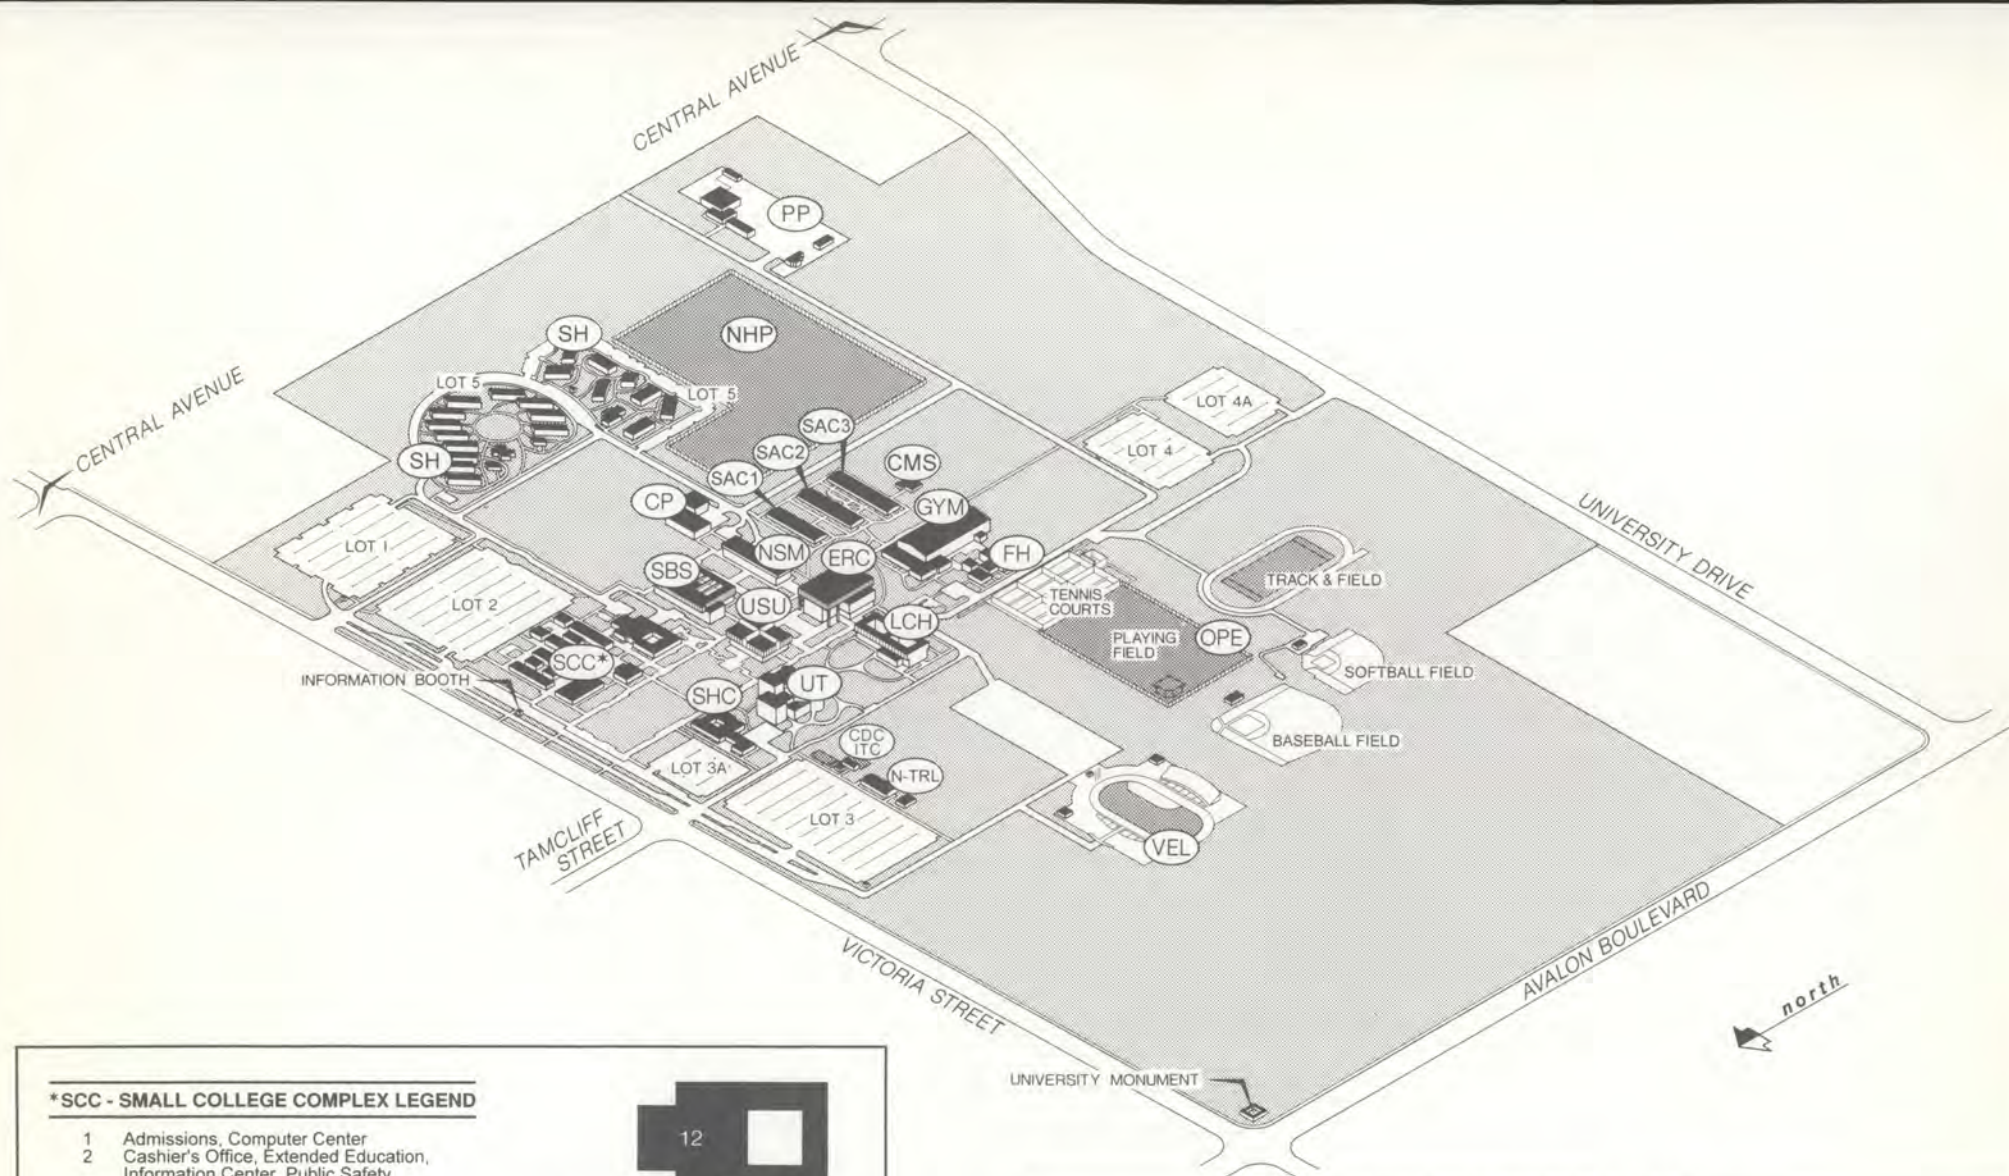 CENTRAL AVENUE
PP
NHP
SH
LOT 5
LOT 5
CENTRAL AVENUE
SH
SAC3
SAC2
SAC1
CMS
CP
GYM
LOT 4A
LOT 4
UNIVERSITY DRIVE
LOT 1
NSM
ERC
FH
SBS
LOT 2
USU
LCH
TRACK & FIELD
TENNIS
COURTS
PLAYING
FIELD
OPE
SCC*
INFORMATION BOOTH
SHC
UT
SOFTBALL FIELD
BASEBALL FIELD
CDC
ITC
N-TRL
LOT 3A
LOT 3
TAMCLIFF
STREET
VEL
VICTORIA STREET
AVALON BOULEVARD
north
UNIVERSITY MONUMENT
*SCC - SMALL COLLEGE COMPLEX LEGEND
1 Admissions, Computer Center
2 Cashier's Office, Extended Education,
Information Center, Public Safety
12